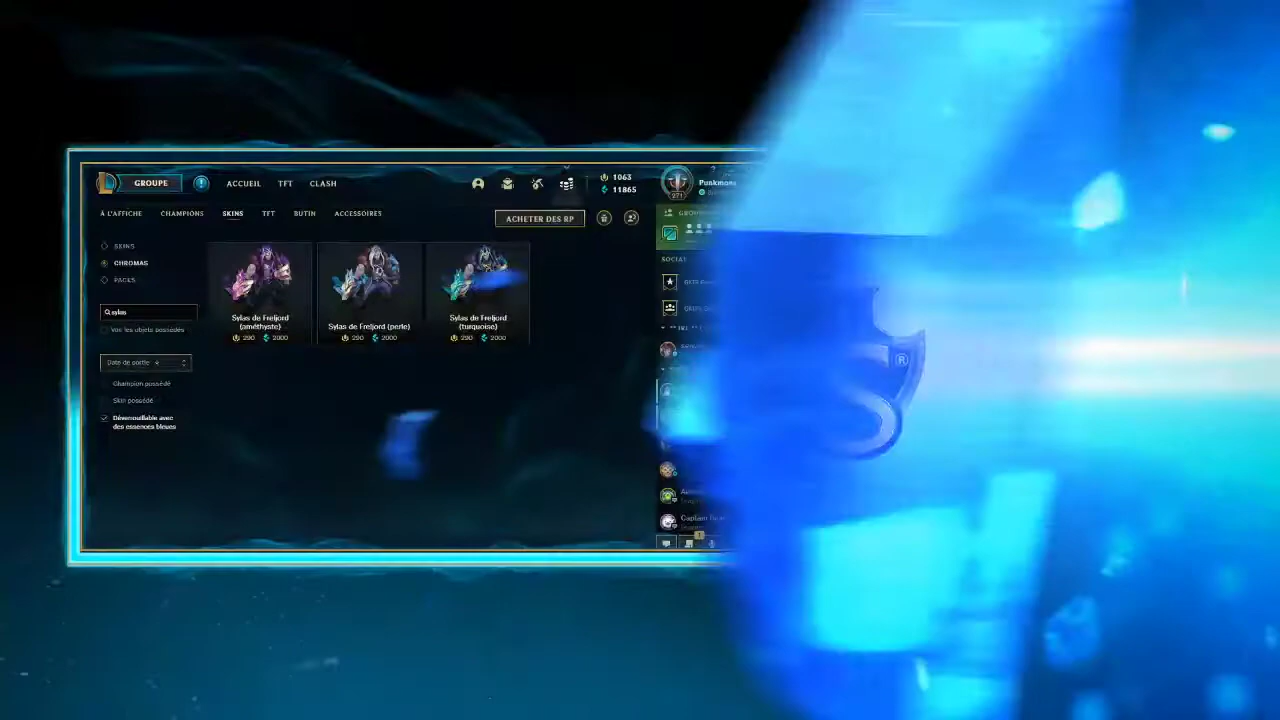 GROUPE
ACCUEIL TFT CLASH
1063
11865
271
À L'AFFICHE CHAMPIONS SKINS TFT BUTIN ACCESSOIRES
ACHETER DES RP
SKINS
CHROMAS
PACKS
sylas
Voir les objets possédés
Date de sortie
Champion possédé
Skin possédé
Déverrouillable avec
des essences bleues
Sylas de Freljord
(améthyste)
290 2000
Sylas de Freljord (perle)
290 2000
Sylas de Freljord
(turquoise)
290 2000
SOCIAL
Captain
1
®